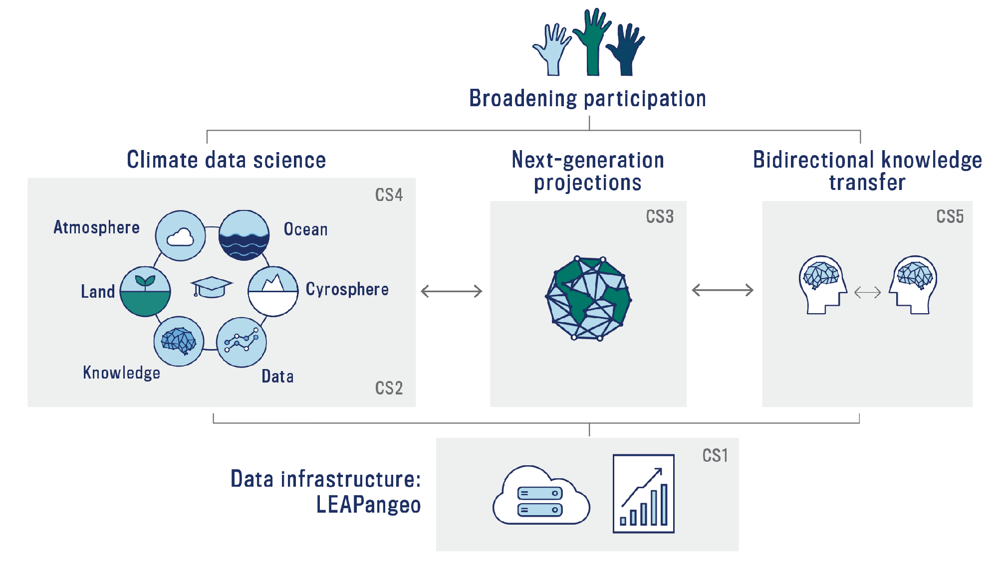 Broadening participation
Climate data science
Next-generation
projections
Bidirectional knowledge
transfer
CS4
Atmosphere
Ocean
Land
Cyrosphere
Knowledge
Data
CS2
CS3
CS5
Data infrastructure:
LEAPangeo
CS1